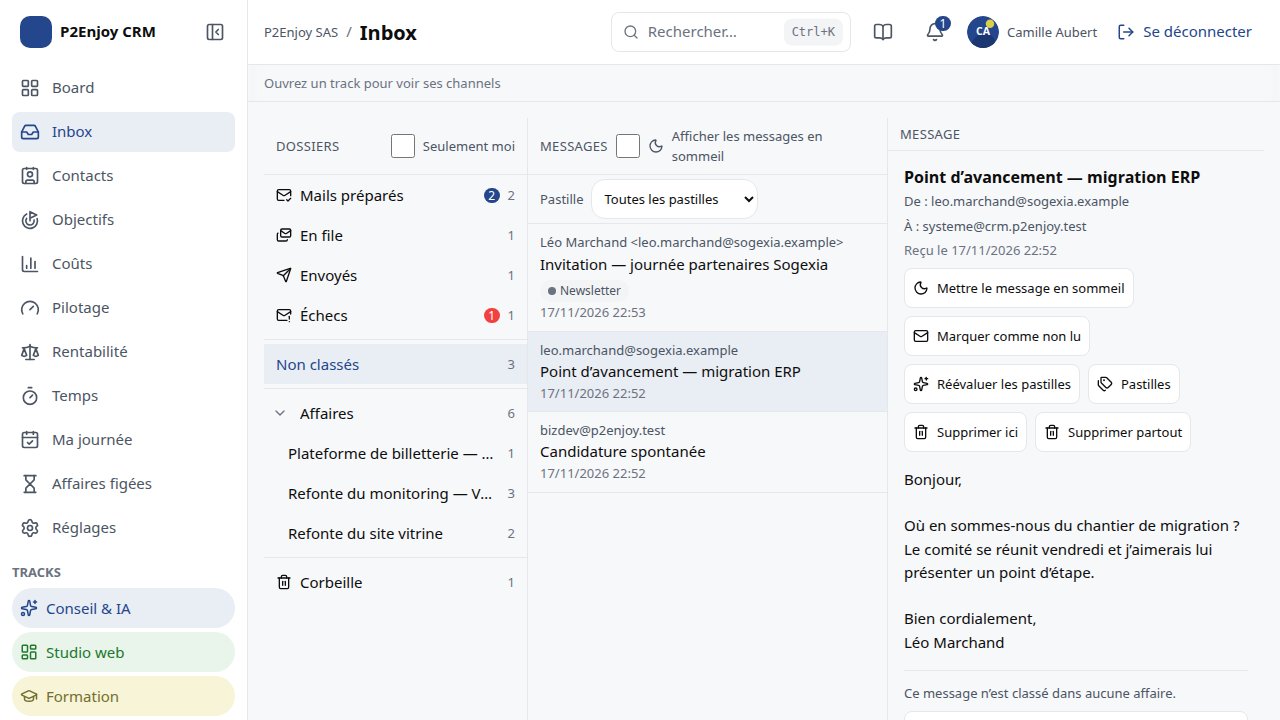 P2Enjoy CRM
Board
Inbox
Contacts
Objectifs
Coûts
Pilotage
Rentabilité
Temps
Ma journée
Affaires figées
Réglages
TRACKS
Conseil & IA
Studio web
Formation
P2Enjoy SAS / Inbox
Rechercher... Ctrl+K
1
CA
Camille Aubert
Se déconnecter
Ouvrez un track pour voir ses channels
DOSSIERS
Seulement moi
Mails préparés 2 2
En file 1
Envoyés 1
Échecs 1 1
Non classés 3
Affaires 6
Plateforme de billetterie — ... 1
Refonte du monitoring — V... 3
Refonte du site vitrine 2
Corbeille 1
MESSAGES
Afficher les messages en
sommeil
Pastille Toutes les pastilles
Léo Marchand <leo.marchand@sogexia.example>
Invitation — journée partenaires Sogexia
Newsletter
17/11/2026 22:53
leo.marchand@sogexia.example
Point d’avancement — migration ERP
17/11/2026 22:52
bizdev@p2enjoy.test
Candidature spontanée
17/11/2026 22:52
MESSAGE
Point d’avancement — migration ERP
De : leo.marchand@sogexia.example
À : systeme@crm.p2enjoy.test
Reçu le 17/11/2026 22:52
Mettre le message en sommeil
Marquer comme non lu
Réévaluer les pastilles
Pastilles
Supprimer ici
Supprimer partout
Bonjour,
Où en sommes-nous du chantier de migration ?
Le comité se réunit vendredi et j’aimerais lui
présenter un point d’étape.
Bien cordialement,
Léo Marchand
Ce message n’est classé dans aucune affaire.